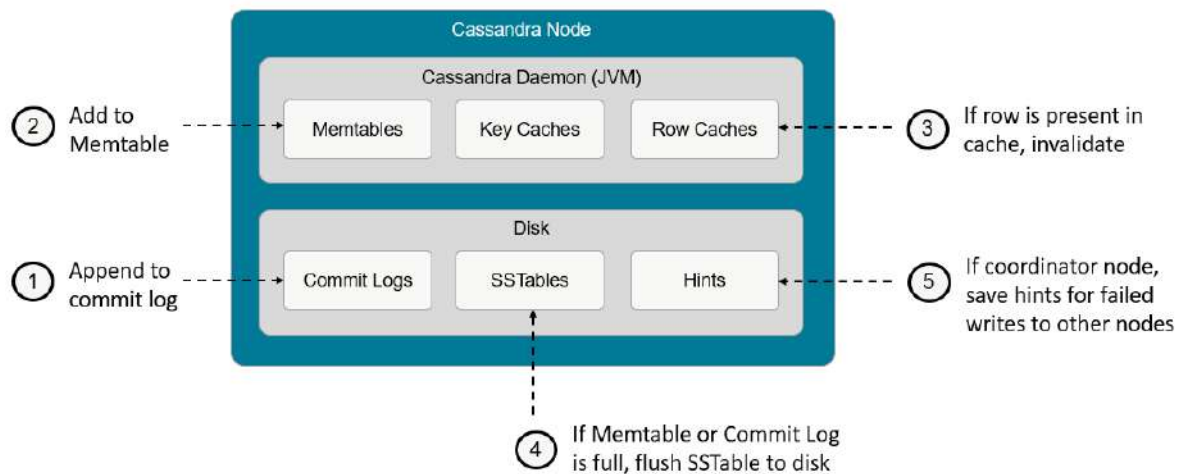 Cassandra Node
Cassandra Daemon (JVM)
2 Add to
Memtable
Memtables Key Caches Row Caches
3 If row is present in
cache, invalidate
Disk
1 Append to
commit log
Commit Logs SSTables Hints
5 If coordinator node,
save hints for failed
writes to other nodes
4 If Memtable or Commit Log
is full, flush SSTable to disk